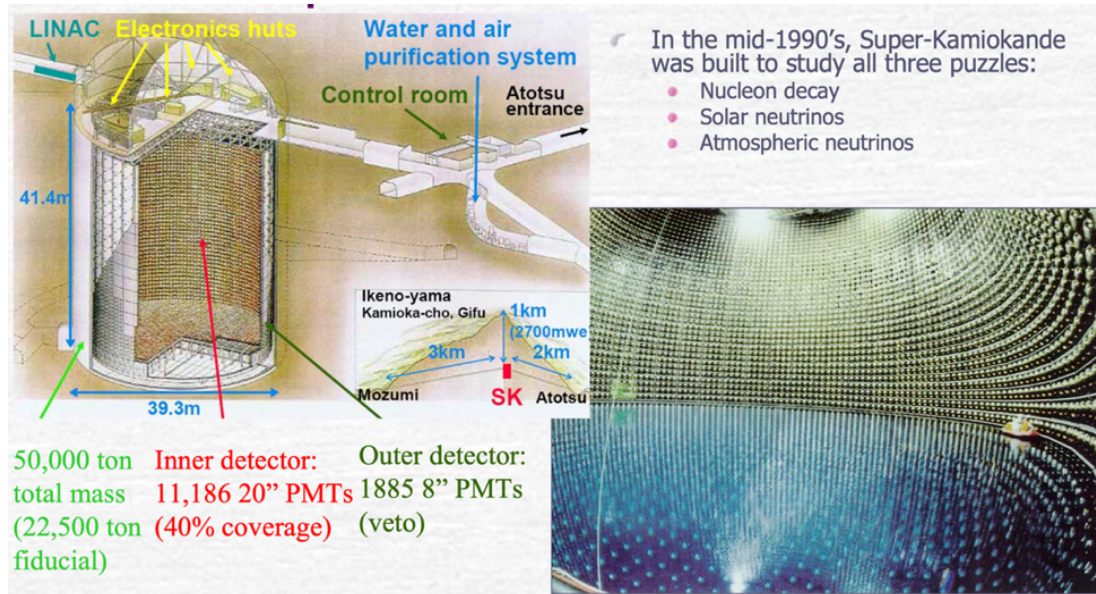 LINAC
Electronics huts
Water and air
purification system
Control room
Atotsu
entrance
41.4m
39.3m
Ikeno-yama
Kamioka-cho, Gifu
1km
(2700mwe
3km
2km
Mozumi
SK
Atotsu
50,000 ton
total mass
(22,500 ton
fiducial)
Inner detector:
11,186 20” PMTs
(40% coverage)
Outer detector:
1885 8” PMTs
(veto)
In the mid-1990’s, Super-Kamiokande
was built to study all three puzzles:
Nucleon decay
Solar neutrinos
Atmospheric neutrinos